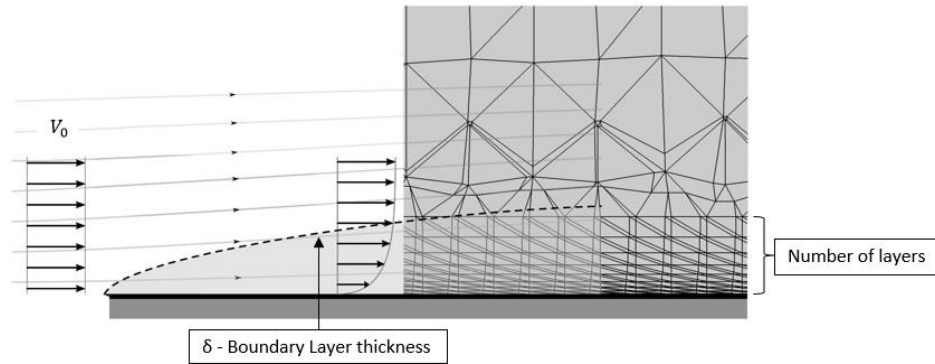 V₀
Number of layers
δ - Boundary Layer thickness